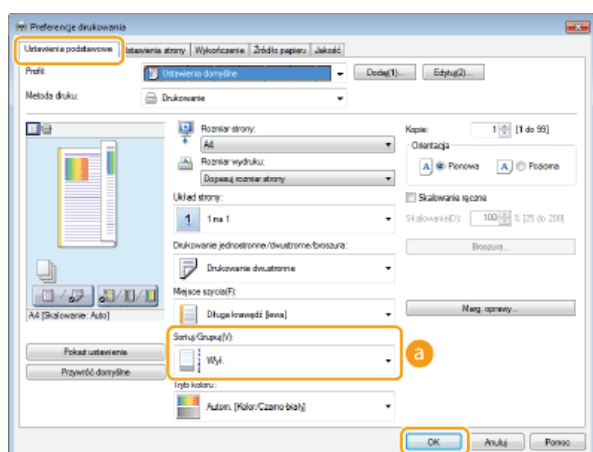 Preferencje drukowania
Ustawienia podstawowe Ustawienia strony Wykończenie Źródło papieru Jakość
Profil: Ustawienia domyślne Dodaj(1)... Edytuj(2)...
Metoda druku: Drukowanie
Rozmiar strony: Kopie: 1 [1 do 99]
A4 Orientacja
Rozmiar wydruku: A Pionowa A Pozioma
Dopasuj rozmiar strony
Układ strony: Skalowanie ręczne
1 1 na 1 Skalowanie(D): 100 % [25 do 200]
Drukowanie jednostronne/dwustronne/broszura: Broszura...
Drukowanie dwustronne
Miejsce szycia(F):
A4 [Skalowanie: Auto] Długa krawędź [lewa] Marg. oprawy...
Sortuj/Grupuj(V):
Pokaż ustawienia Wył. a
Przywróć domyślne
Tryb koloru:
Autom. [Kolor/Czarno-biały]
OK Anuluj Pomoc